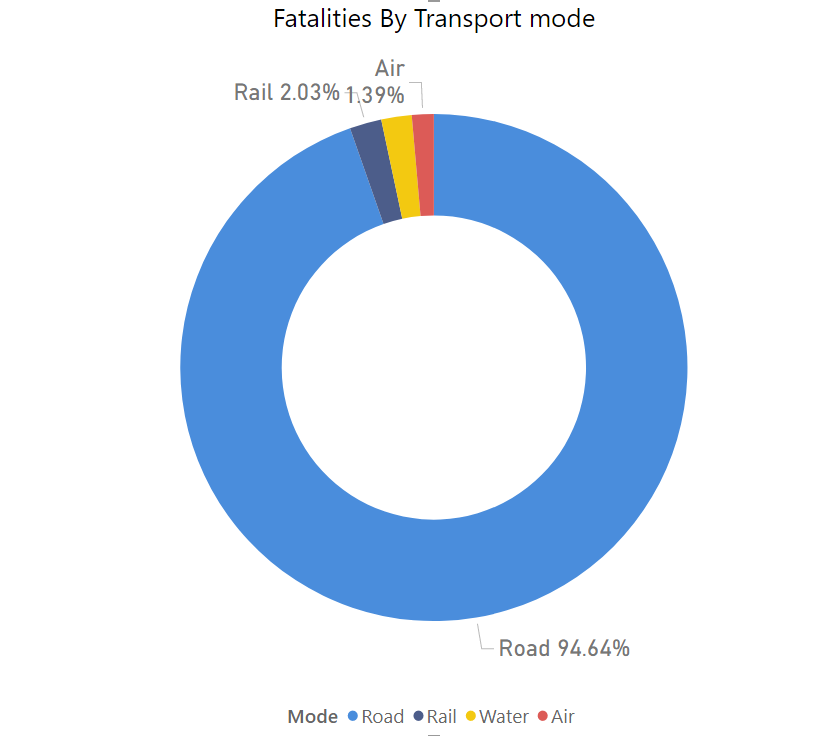 Fatalities By Transport mode
Air
1.39%
Rail 2.03%
Road 94.64%
Mode Road Rail Water Air